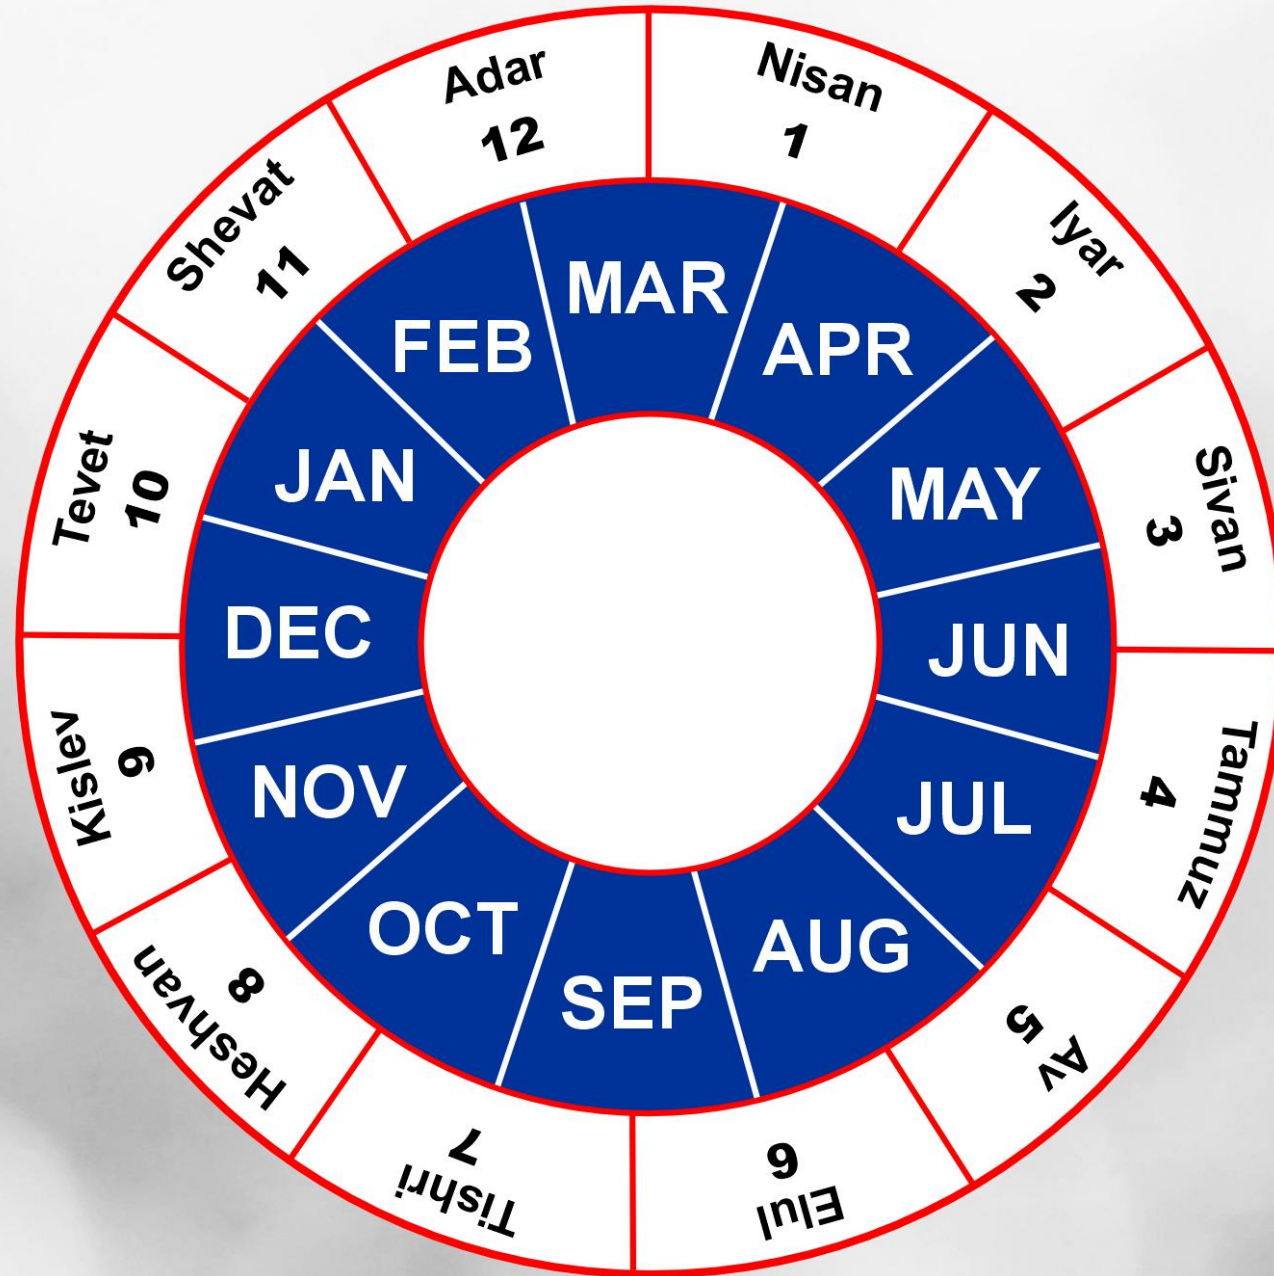 Nisan
1
Iyar
2
Sivan
3
Tammuz
4
Av
5
Elul
6
Tishri
7
Heshvan
8
Kislev
9
Tevet
10
Shevat
11
Adar
12
MAR
APR
MAY
JUN
JUL
AUG
SEP
OCT
NOV
DEC
JAN
FEB